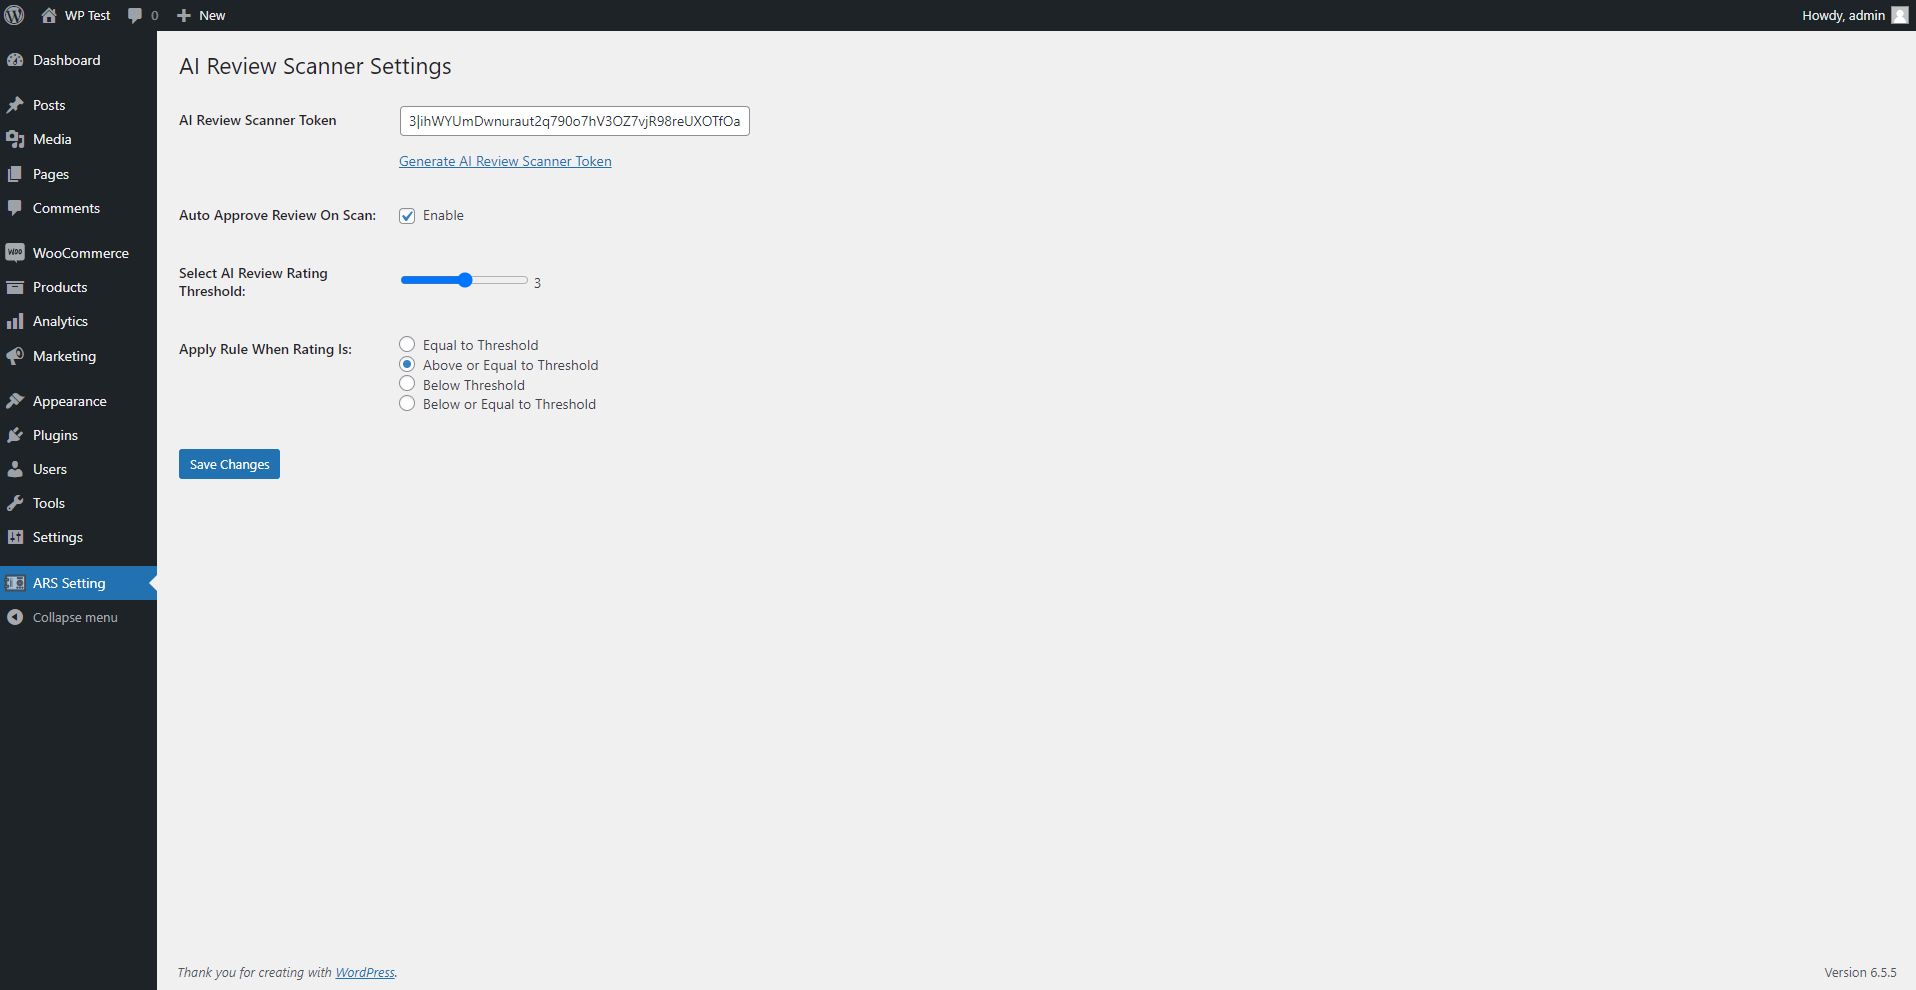 WP Test 0 New Howdy, admin
Dashboard
Posts
Media
Pages
Comments
WooCommerce
Products
Analytics
Marketing
Appearance
Plugins
Users
Tools
Settings
ARS Setting
Collapse menu
AI Review Scanner Settings
AI Review Scanner Token 3|ihWYUmDwnuraut2q790o7hV3OZ7vjR98reUXOTfOa
Generate AI Review Scanner Token
Auto Approve Review On Scan: Enable
Select AI Review Rating
Threshold: 3
Apply Rule When Rating Is:
Equal to Threshold
Above or Equal to Threshold
Below Threshold
Below or Equal to Threshold
Save Changes
Thank you for creating with WordPress. Version 6.5.5